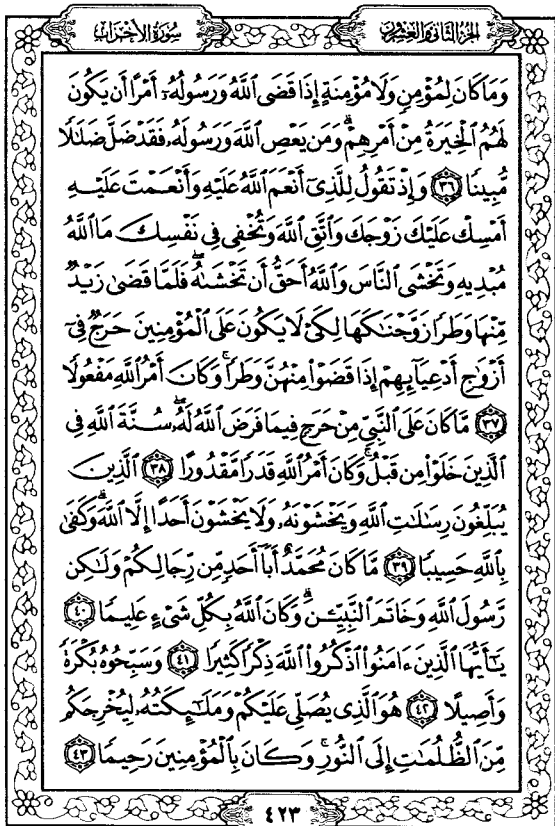 الجزء الثاني والعشرون
سورة الأحزاب
وَمَا كَانَ لِمُؤْمِنٍ وَلَا مُؤْمِنَةٍ إِذَا قَضَى ٱللَّهُ وَرَسُولُهُۥٓ أَمْرًا أَن يَكُونَ
لَهُمُ ٱلْخِيَرَةُ مِنْ أَمْرِهِمْ ۗ وَمَن يَعْصِ ٱللَّهَ وَرَسُولَهُۥ فَقَدْ ضَلَّ ضَلَٰلًا
مُّبِينًا ٣٦ وَإِذْ تَقُولُ لِلَّذِىٓ أَنْعَمَ ٱللَّهُ عَلَيْهِ وَأَنْعَمْتَ عَلَيْهِ
أَمْسِكْ عَلَيْكَ زَوْجَكَ وَٱتَّقِ ٱللَّهَ وَتُخْفِى فِى نَفْسِكَ مَا ٱللَّهُ
مُبْدِيهِ وَتَخْشَى ٱلنَّاسَ وَٱللَّهُ أَحَقُّ أَن تَخْشَىٰهُ ۖ فَلَمَّا قَضَىٰ زَيْدٌ
مِّنْهَا وَطَرًا زَوَّجْنَٰكَهَا لِكَىْ لَا يَكُونَ عَلَى ٱلْمُؤْمِنِينَ حَرَجٌ فِىٓ
أَزْوَٰجِ أَدْعِيَآئِهِمْ إِذَا قَضَوْا۟ مِنْهُنَّ وَطَرًا ۚ وَكَانَ أَمْرُ ٱللَّهِ مَفْعُولًا
٣٧ مَّا كَانَ عَلَى ٱلنَّبِىِّ مِنْ حَرَجٍ فِيمَا فَرَضَ ٱللَّهُ لَهُۥ ۖ سُنَّةَ ٱللَّهِ فِى
ٱلَّذِينَ خَلَوْا۟ مِن قَبْلُ ۚ وَكَانَ أَمْرُ ٱللَّهِ قَدَرًا مَّقْدُورًا ٣٨ ٱلَّذِينَ
يُبَلِّغُونَ رِسَٰلَٰتِ ٱللَّهِ وَيَخْشَوْنَهُۥ وَلَا يَخْشَوْنَ أَحَدًا إِلَّا ٱللَّهَ ۗ وَكَفَىٰ
بِٱللَّهِ حَسِيبًا ٣٩ مَّا كَانَ مُحَمَّدٌ أَبَآ أَحَدٍ مِّن رِّجَالِكُمْ وَلَٰكِن
رَّسُولَ ٱللَّهِ وَخَاتَمَ ٱلنَّبِيِّـۧنَ ۗ وَكَانَ ٱللَّهُ بِكُلِّ شَىْءٍ عَلِيمًا ٤٠
يَٰٓأَيُّهَا ٱلَّذِينَ ءَامَنُوا۟ ٱذْكُرُوا۟ ٱللَّهَ ذِكْرًا كَثِيرًا ٤١ وَسَبِّحُوهُ بُكْرَةً
وَأَصِيلًا ٤٢ هُوَ ٱلَّذِى يُصَلِّى عَلَيْكُمْ وَمَلَٰٓئِكَتُهُۥ لِيُخْرِجَكُم
مِّنَ ٱلظُّلُمَٰتِ إِلَى ٱلنُّورِ ۚ وَكَانَ بِٱلْمُؤْمِنِينَ رَحِيمًا ٤٣
٤٢٣